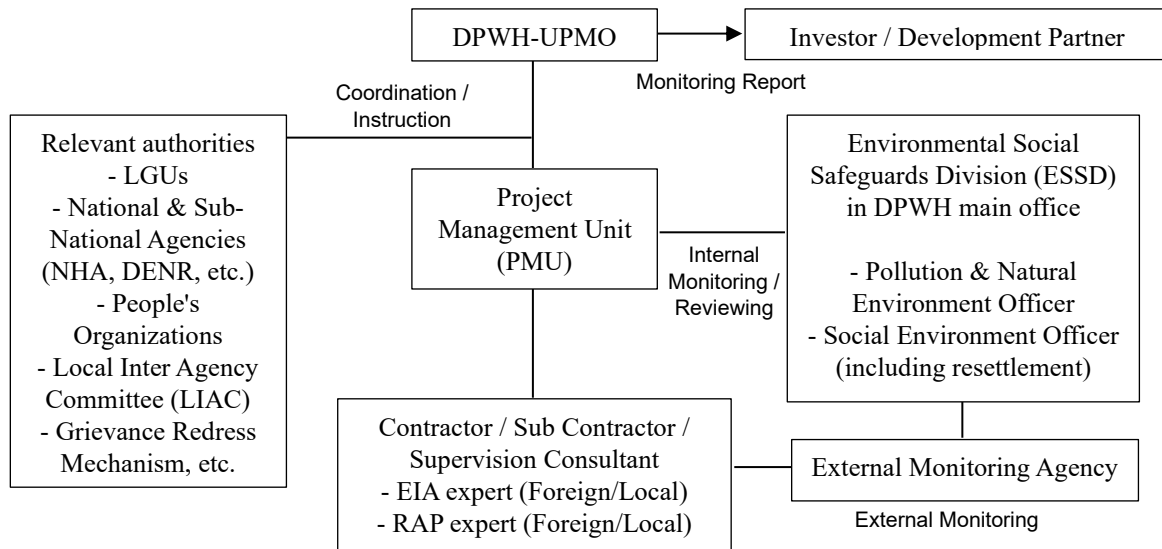 DPWH-UPMO
Investor / Development Partner
Monitoring Report
Coordination /
Instruction
Relevant authorities
- LGUs
- National & Sub-
National Agencies
(NHA, DENR, etc.)
- People's
Organizations
- Local Inter Agency
Committee (LIAC)
- Grievance Redress
Mechanism, etc.
Project
Management Unit
(PMU)
Internal
Monitoring /
Reviewing
Environmental Social
Safeguards Division (ESSD)
in DPWH main office
- Pollution & Natural
Environment Officer
- Social Environment Officer
(including resettlement)
Contractor / Sub Contractor /
Supervision Consultant
- EIA expert (Foreign/Local)
- RAP expert (Foreign/Local)
External Monitoring Agency
External Monitoring